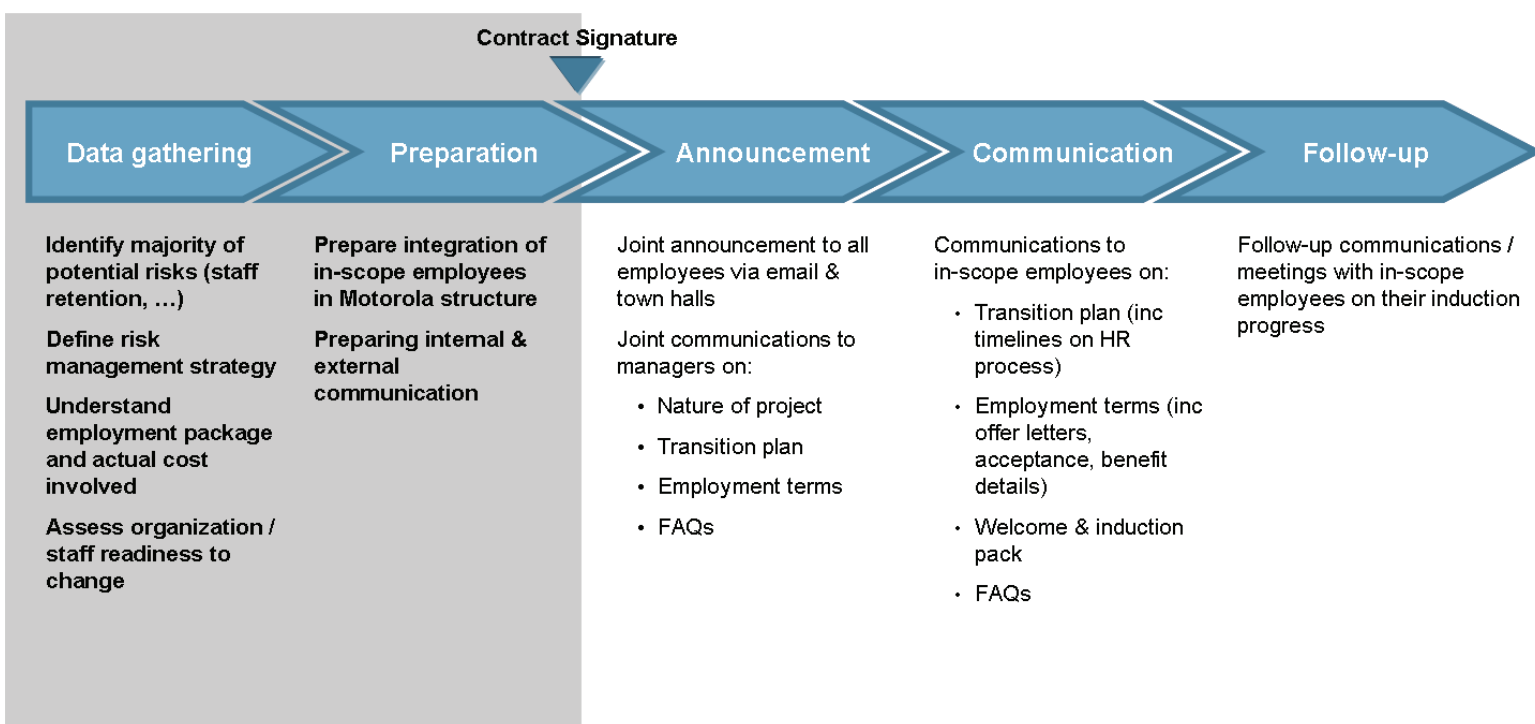 Contract Signature
Data gathering
Preparation
Announcement
Communication
Follow-up
Identify majority of
potential risks (staff
retention, …)
Define risk
management strategy
Understand
employment package
and actual cost
involved
Assess organization /
staff readiness to
change
Prepare integration of
in-scope employees
in Motorola structure
Preparing internal &
external
communication
Joint announcement to all
employees via email &
town halls
Joint communications to
managers on:
• Nature of project
• Transition plan
• Employment terms
• FAQs
Communications to
in-scope employees on:
• Transition plan (inc
timelines on HR
process)
• Employment terms (inc
offer letters,
acceptance, benefit
details)
• Welcome & induction
pack
• FAQs
Follow-up communications /
meetings with in-scope
employees on their induction
progress